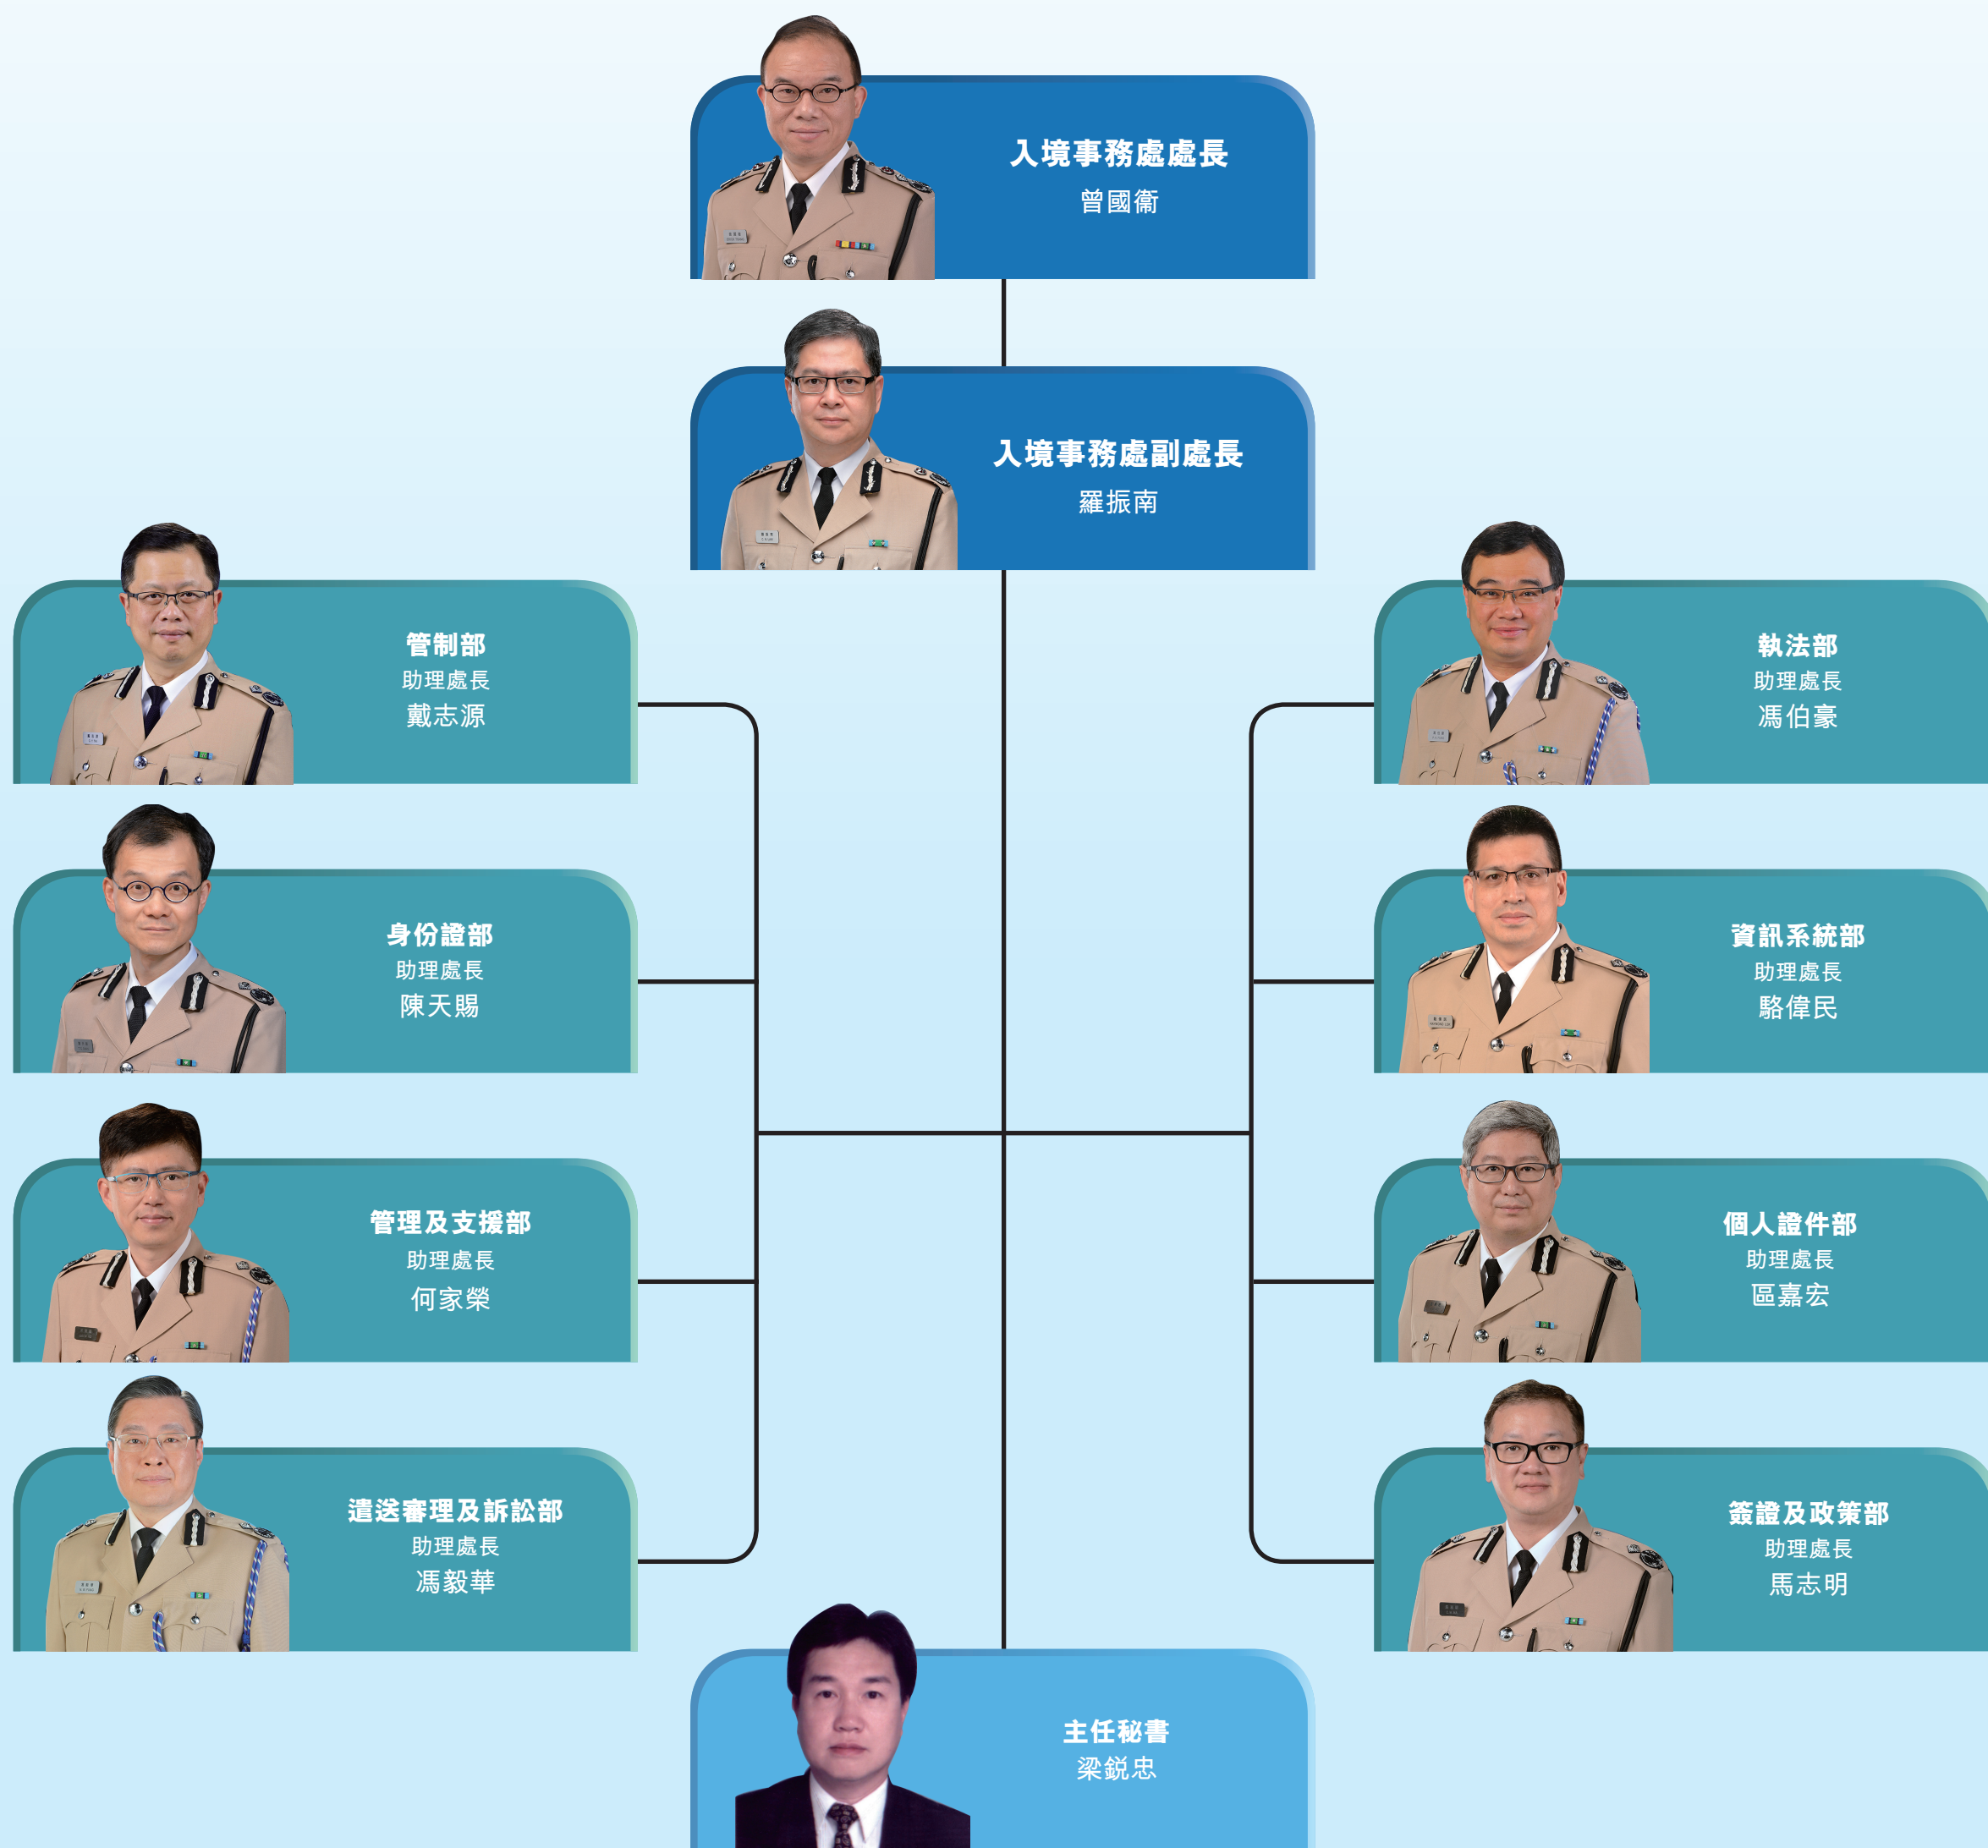 入境事務處處長
曾國衞
入境事務處副處長
羅振南
管制部
助理處長
戴志源
執法部
助理處長
馮伯豪
身份證部
助理處長
陳天賜
資訊系統部
助理處長
駱偉民
管理及支援部
助理處長
何家榮
個人證件部
助理處長
區嘉宏
遣送審理及訴訟部
助理處長
馮毅華
簽證及政策部
助理處長
馬志明
主任秘書
梁鋭忠